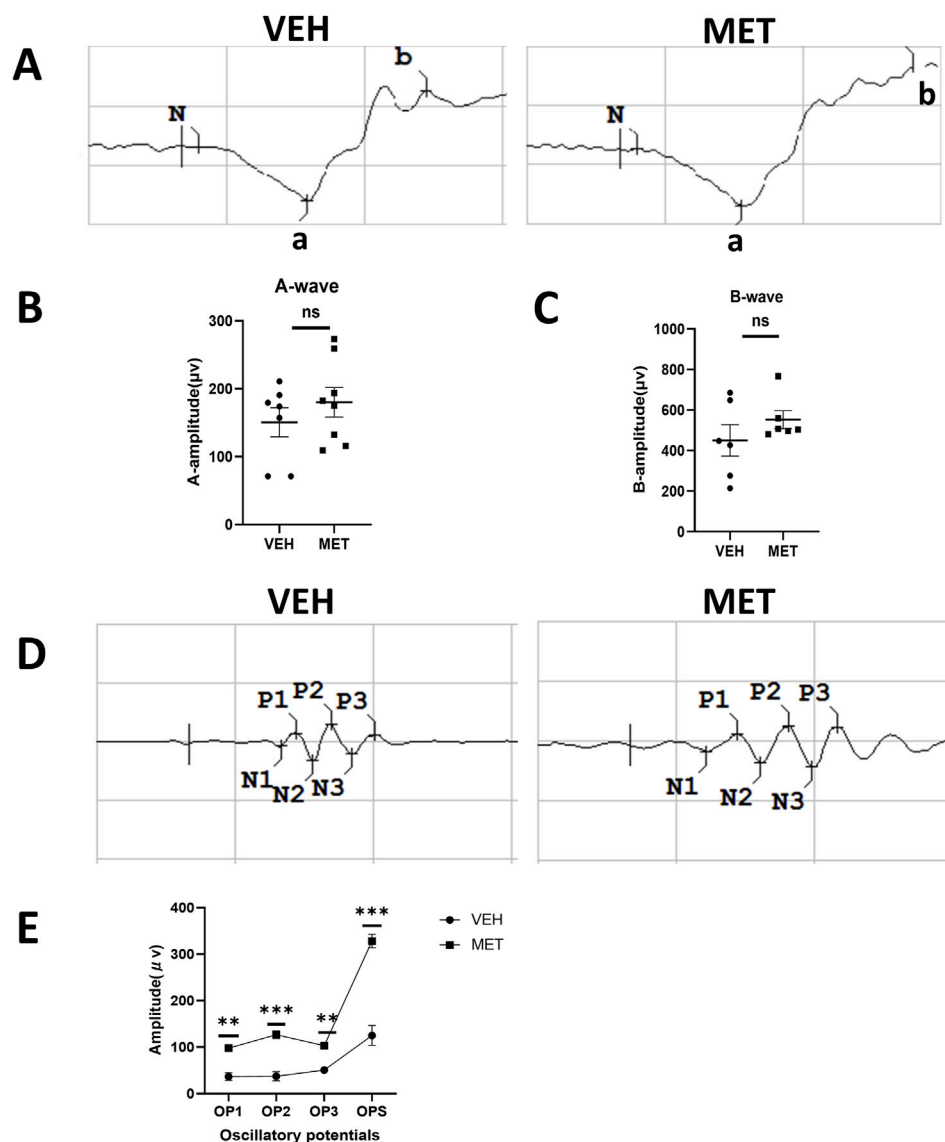 VEH
MET
A
N
a
b
N
a
b
B
A-wave
ns
300
200
100
0
A-amplitude(μv)
VEH
MET
C
B-wave
ns
1000
800
600
400
200
0
B-amplitude(μv)
VEH
MET
VEH
MET
D
P1
P2
P3
N1
N2
N3
P1
P2
P3
N1
N2
N3
E
400
300
200
100
0
Amplitude(μv)
**
***
**
***
VEH
MET
OP1
OP2
OP3
OPS
Oscillatory potentials